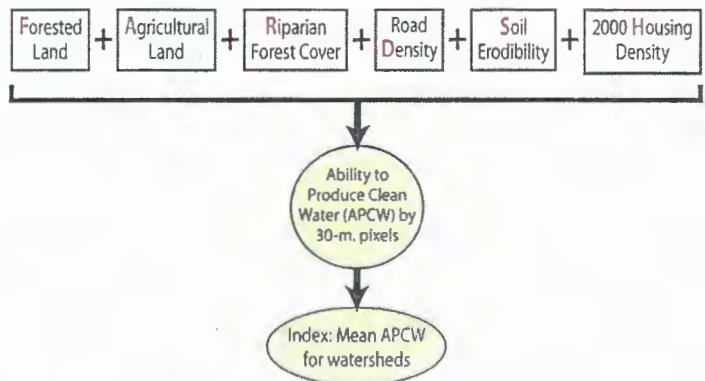 Forested
Land
+
Agricultural
Land
+
Riparian
Forest Cover
+
Road
Density
+
Soil
Erodibility
+
2000 Housing
Density
Ability to
Produce Clean
Water (APCW) by
30-m. pixels
Index: Mean APCW
for watersheds